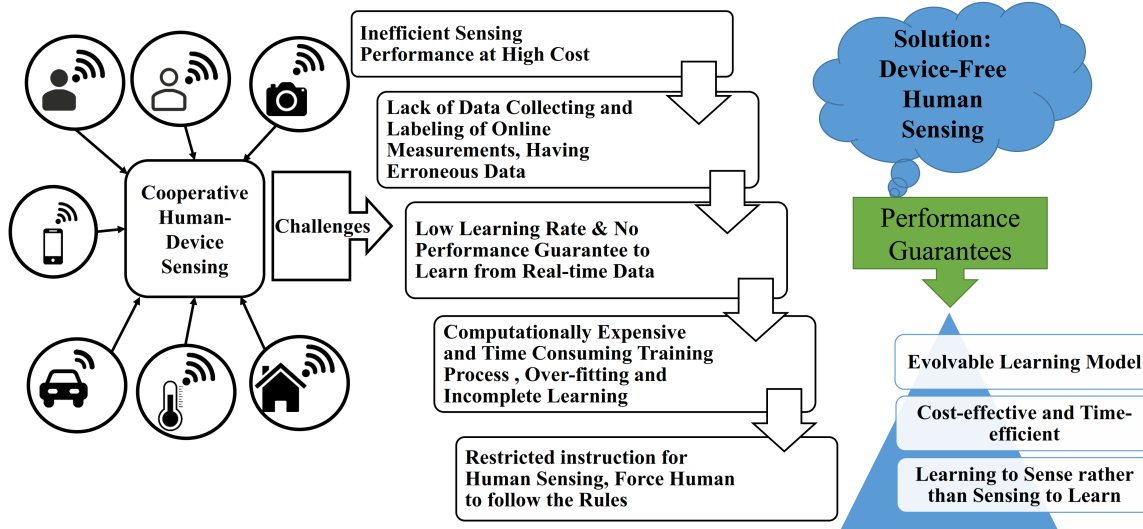 Cooperative
Human-
Device
Sensing
Challenges
Inefficient Sensing
Performance at High Cost
Lack of Data Collecting and
Labeling of Online
Measurements, Having
Erroneous Data
Low Learning Rate & No
Performance Guarantee to
Learn from Real-time Data
Computationally Expensive
and Time Consuming Training
Process , Over-fitting and
Incomplete Learning
Restricted instruction for
Human Sensing, Force Human
to follow the Rules
Solution:
Device-Free
Human
Sensing
Performance
Guarantees
Evolvable Learning Model
Cost-effective and Time-
efficient
Learning to Sense rather
than Sensing to Learn